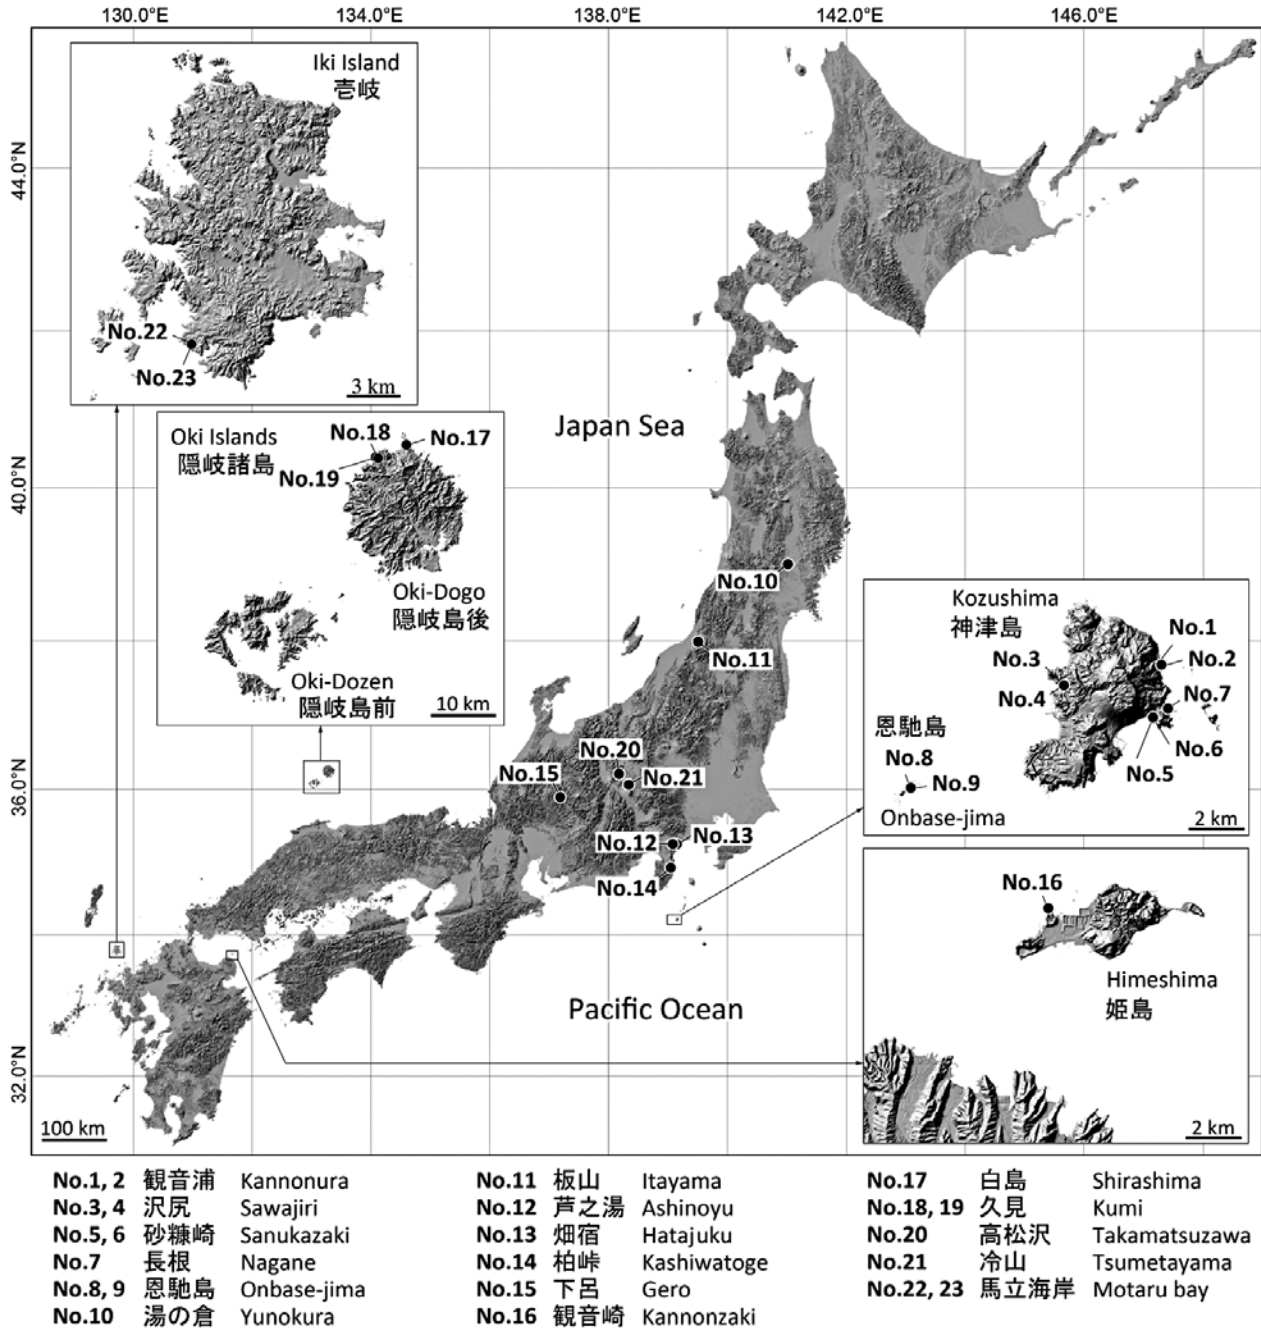 130.0°E 134.0°E 138.0°E 142.0°E 146.0°E
44.0°N
40.0°N
36.0°N
32.0°N
Iki Island
壱岐
No.22
No.23
3 km
Oki Islands
隠岐諸島
No.18
No.17
No.19
Oki-Dogo
隠岐島後
Oki-Dozen
隠岐島前
10 km
Japan Sea
No.10
No.11
No.20
No.15
No.21
No.12
No.13
No.14
Kozushima
神津島
No.1
No.2
No.3
No.4
No.7
No.6
No.5
恩馳島
No.8
No.9
Onbase-jima
2 km
No.16
Himeshima
姫島
2 km
Pacific Ocean
100 km
No.1, 2 観音浦 Kannonura
No.3, 4 沢尻 Sawajiri
No.5, 6 砂糠崎 Sanukazaki
No.7 長根 Nagane
No.8, 9 恩馳島 Onbase-jima
No.10 湯の倉 Yunokura
No.11 板山 Itayama
No.12 芦之湯 Ashinoyu
No.13 畑宿 Hatajuku
No.14 柏峠 Kashiwatoge
No.15 下呂 Gero
No.16 観音崎 Kannonzaki
No.17 白島 Shirashima
No.18, 19 久見 Kumi
No.20 高松沢 Takamatsuzawa
No.21 冷山 Tsumetayama
No.22, 23 馬立海岸 Motaru bay